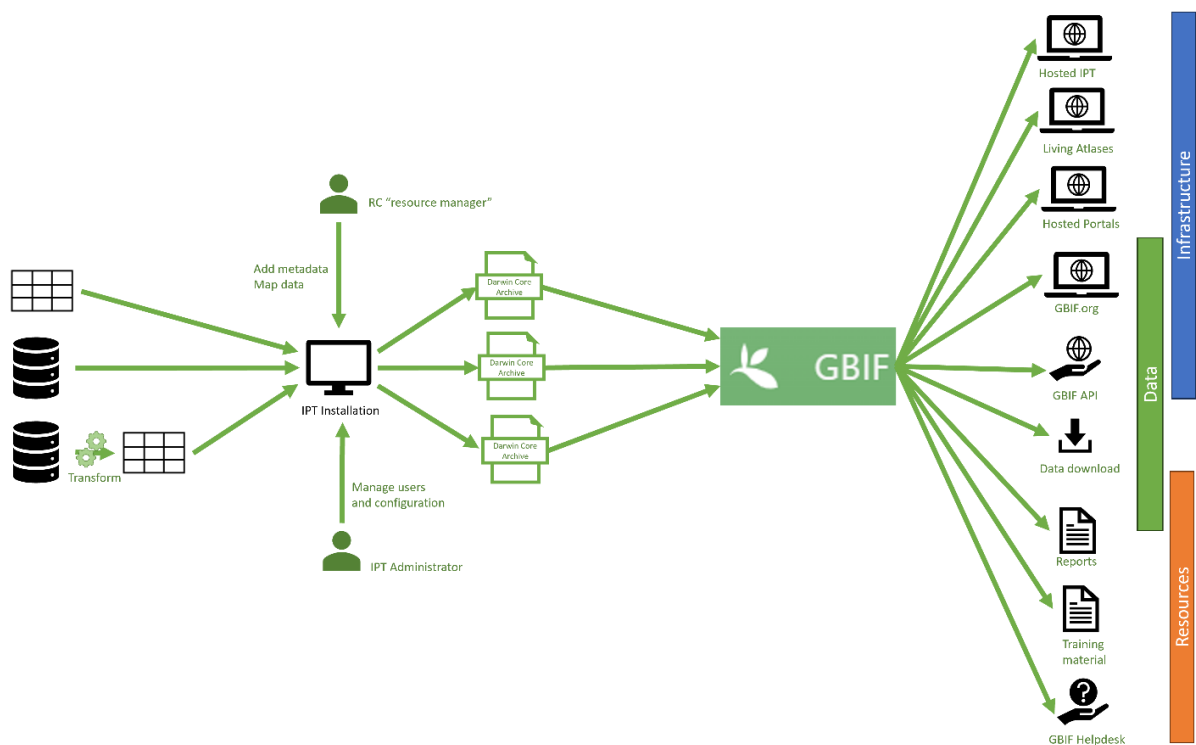 Hosted IPT
Living Atlases
Hosted Portals
GBIF.org
GBIF API
Data download
Reports
Training
material
GBIF Helpdesk
Infrastructure
Data
Resources
RC “resource manager”
Add metadata
Map data
IPT Installation
Manage users
and configuration
IPT Administrator
Transform
Darwin Core
Archive
Darwin Core
Archive
Darwin Core
Archive
GBIF